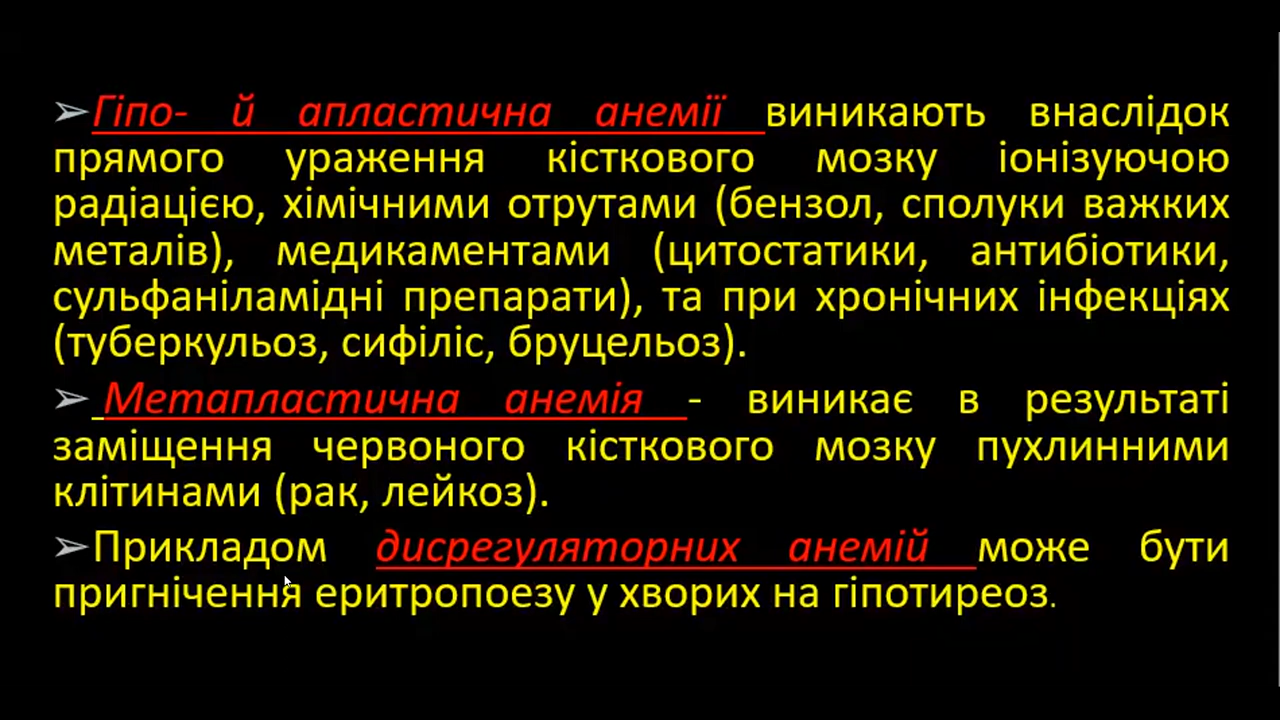 ➢Гіпо- й апластична анемії виникають внаслідок
прямого ураження кісткового мозку іонізуючою
радіацією, хімічними отрутами (бензол, сполуки важких
металів), медикаментами (цитостатики, антибіотики,
сульфаніламідні препарати), та при хронічних інфекціях
(туберкульоз, сифіліс, бруцельоз).
➢ Метапластична анемія - виникає в результаті
заміщення червоного кісткового мозку пухлинними
клітинами (рак, лейкоз).
➢Прикладом дисрегуляторних анемій може бути
пригнічення еритропоезу у хворих на гіпотиреоз.